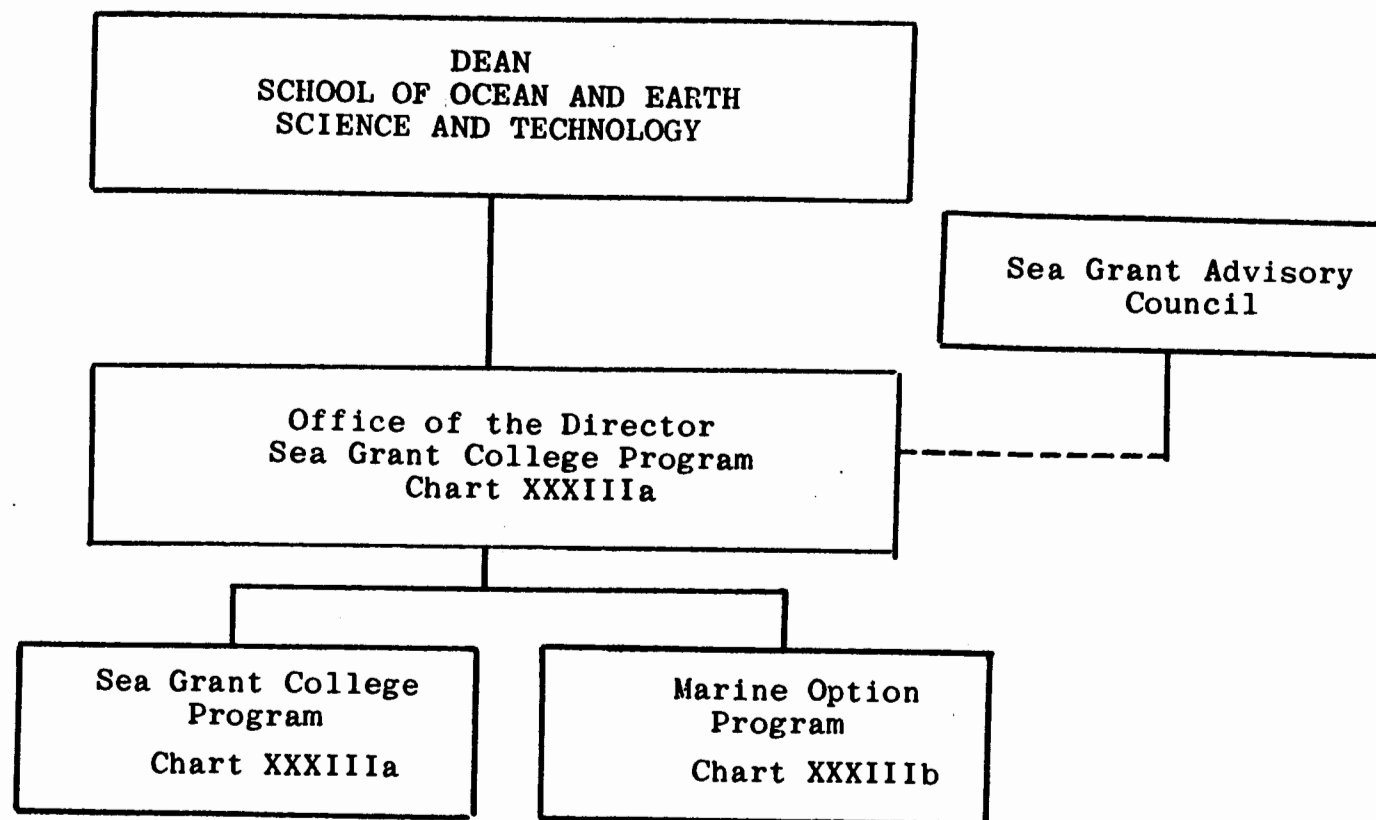 DEAN
SCHOOL OF OCEAN AND EARTH
SCIENCE AND TECHNOLOGY
Sea Grant Advisory
Council
Office of the Director
Sea Grant College Program
Chart XXXIIIa
Sea Grant College
Program
Chart XXXIIIa
Marine Option
Program
Chart XXXIIIb